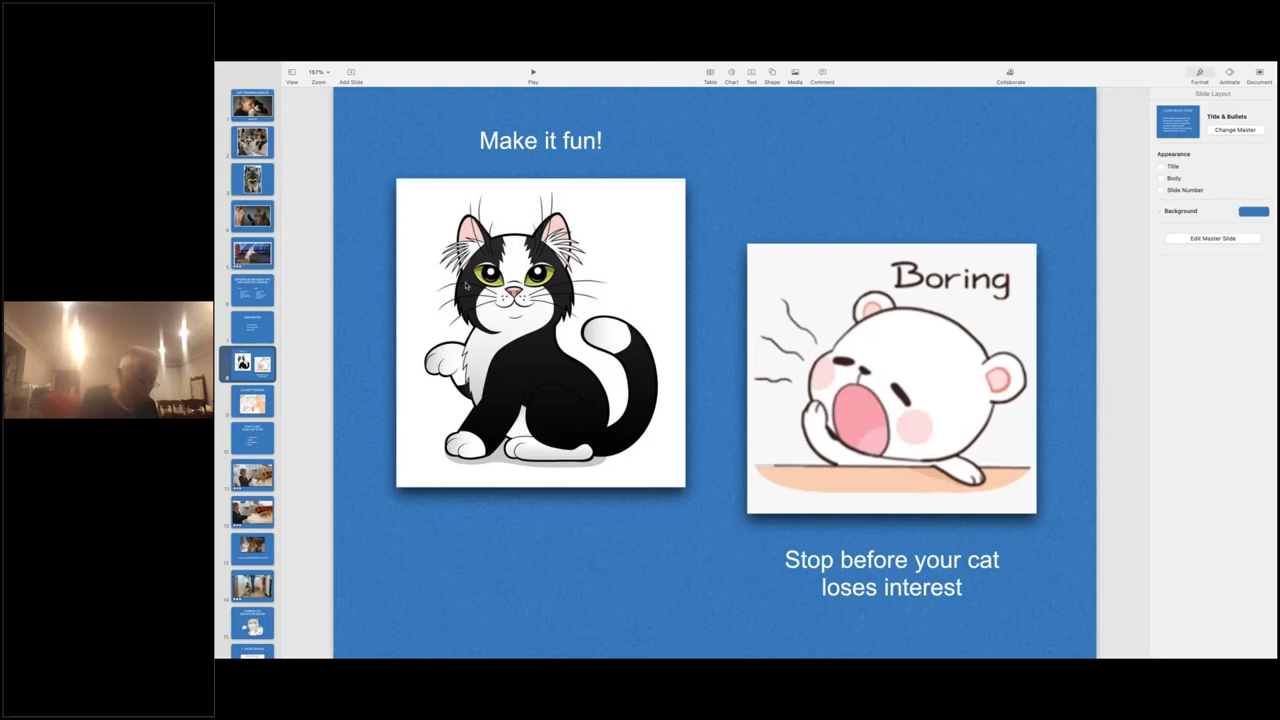 157%
View
Zoom
Add Slide
Play
Table
Chart
Text
Shape
Media
Comment
Collaborate
Format
Animate
Document
Slide Layout
Title & Bullets
Change Master
Appearance
Title
Body
Slide Number
Background
Edit Master Slide
Make it fun!
Boring
Stop before your cat
loses interest